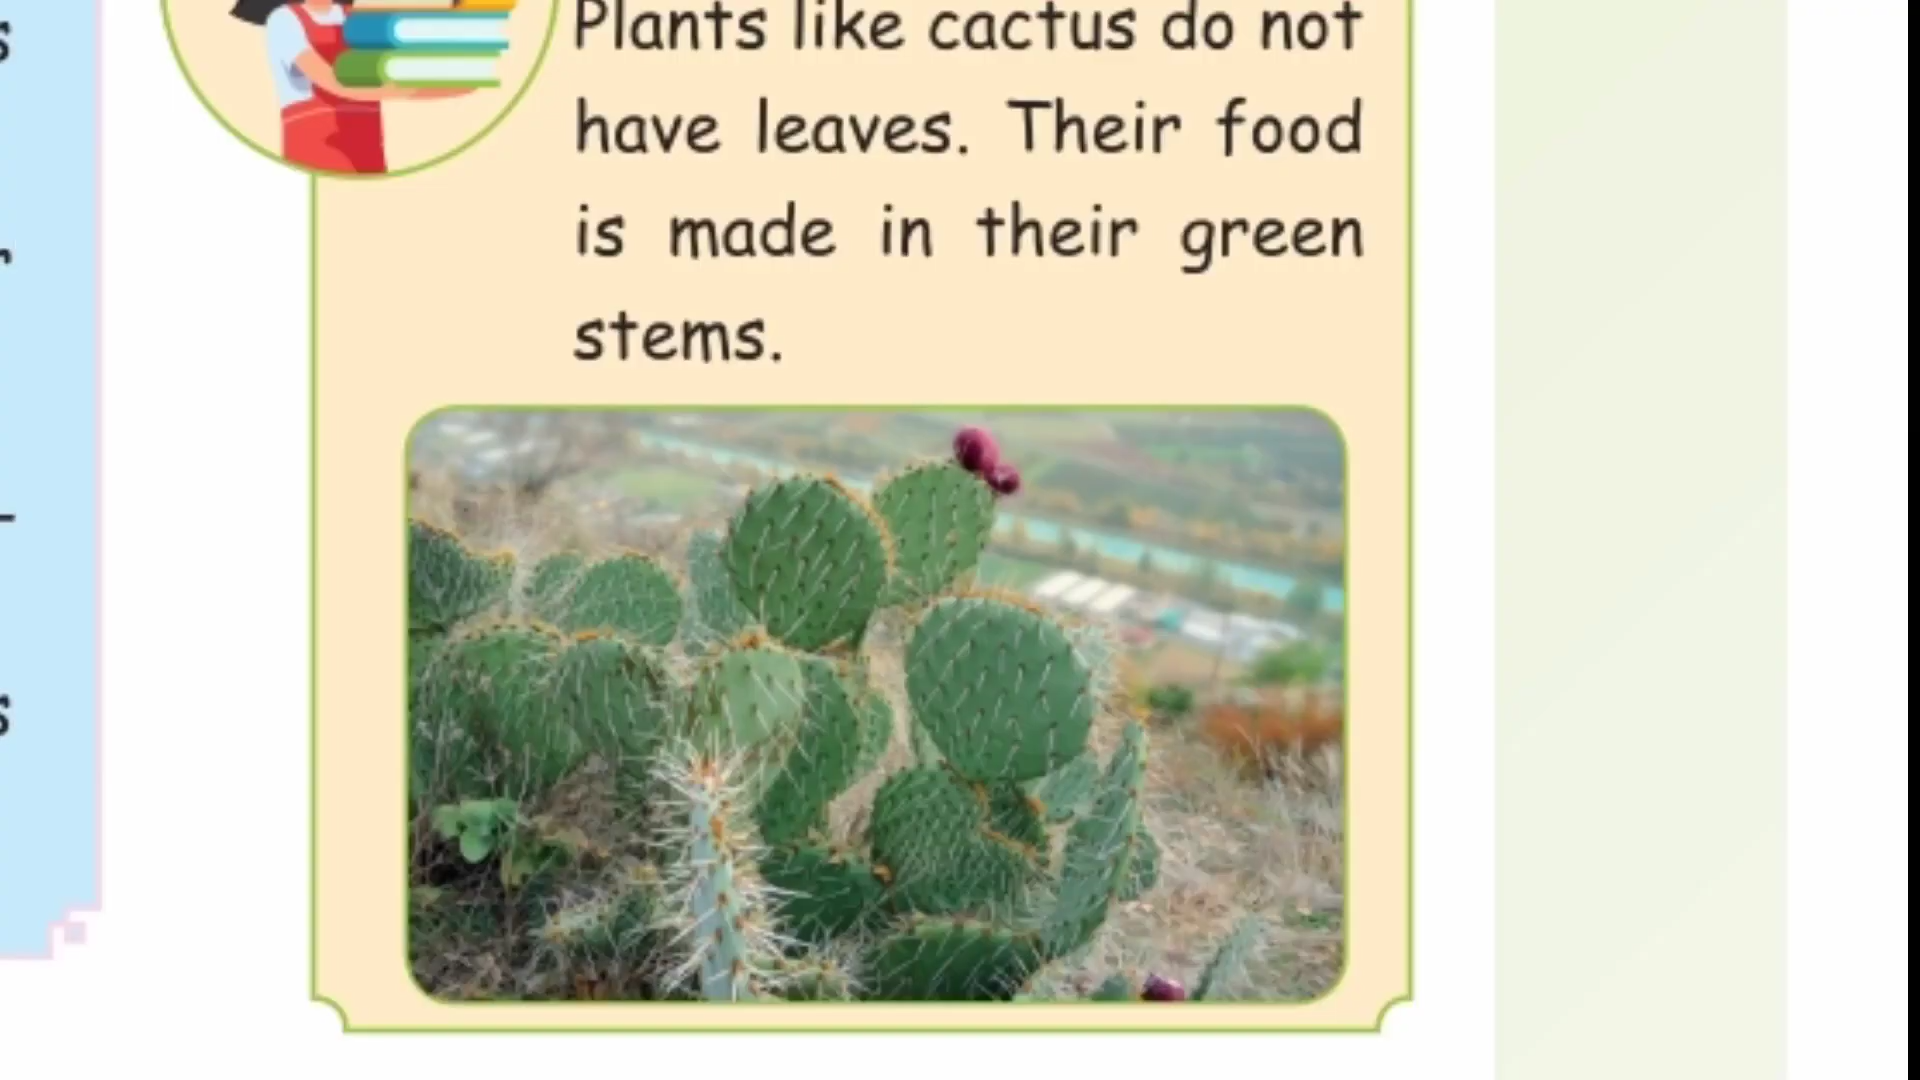 Plants like cactus do not
have leaves. Their food
is made in their green
stems.